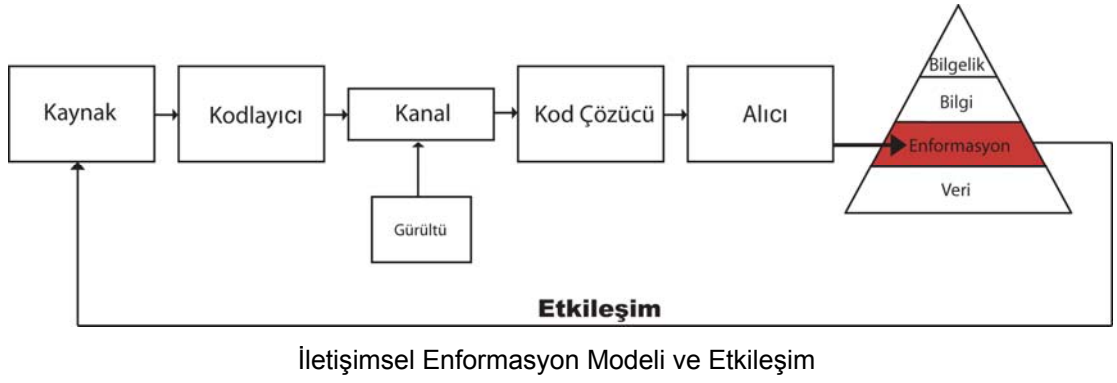 Kaynak
Kodlayıcı
Kanal
Kod Çözücü
Alıcı
Bilgelik
Bilgi
Enformasyon
Veri
Gürültü
Etkileşim
İletişimsel Enformasyon Modeli ve Etkileşim